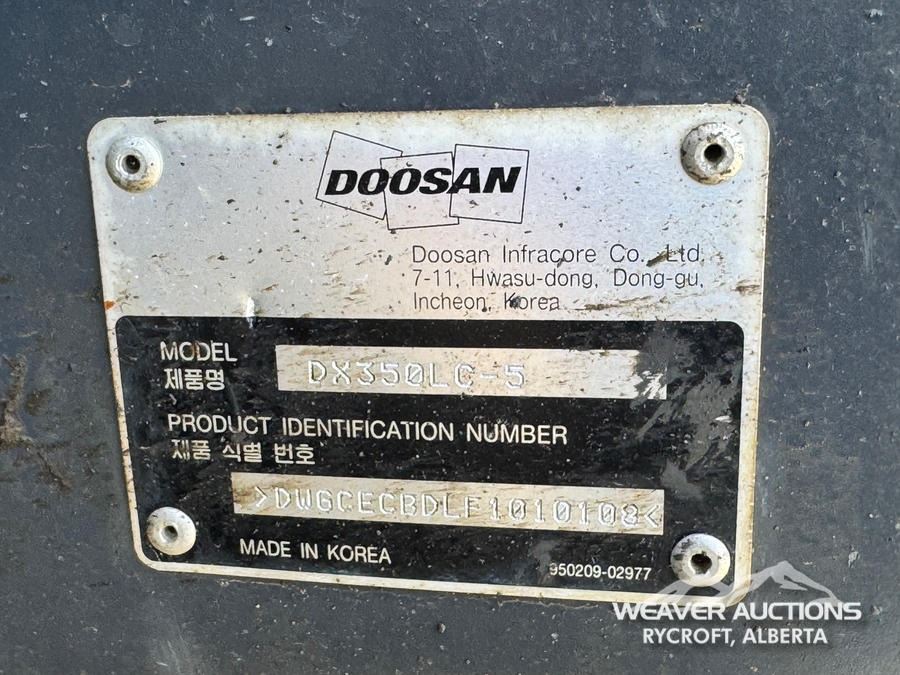 DOOSAN
Doosan Infracore Co., Ltd.
7-11, Hwasu-dong, Dong-gu,
Incheon, Korea
MODEL
제품명
DX350LC-5
PRODUCT IDENTIFICATION NUMBER
제품 식별 번호
>DWGCECBDLF1010108<
MADE IN KOREA
950209-02977
WEAVER AUCTIONS
RYCROFT, ALBERTA